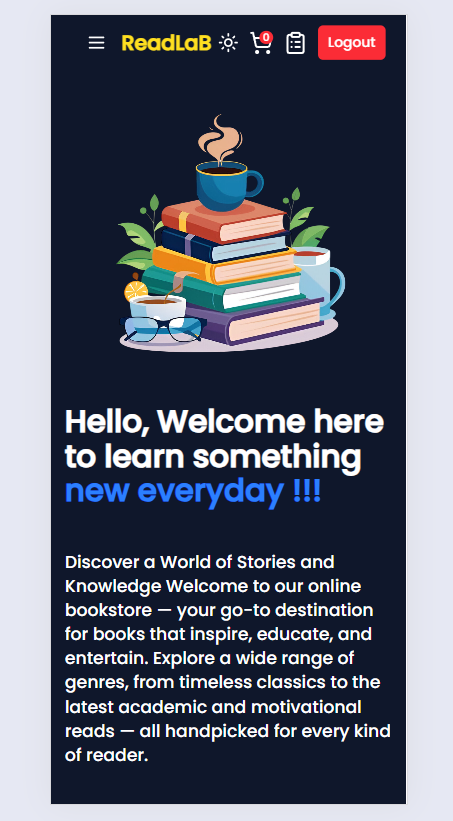 ReadLaB
0
Logout
Hello, Welcome here
to learn something
new everyday !!!
Discover a World of Stories and
Knowledge Welcome to our online
bookstore — your go-to destination
for books that inspire, educate, and
entertain. Explore a wide range of
genres, from timeless classics to the
latest academic and motivational
reads — all handpicked for every kind
of reader.